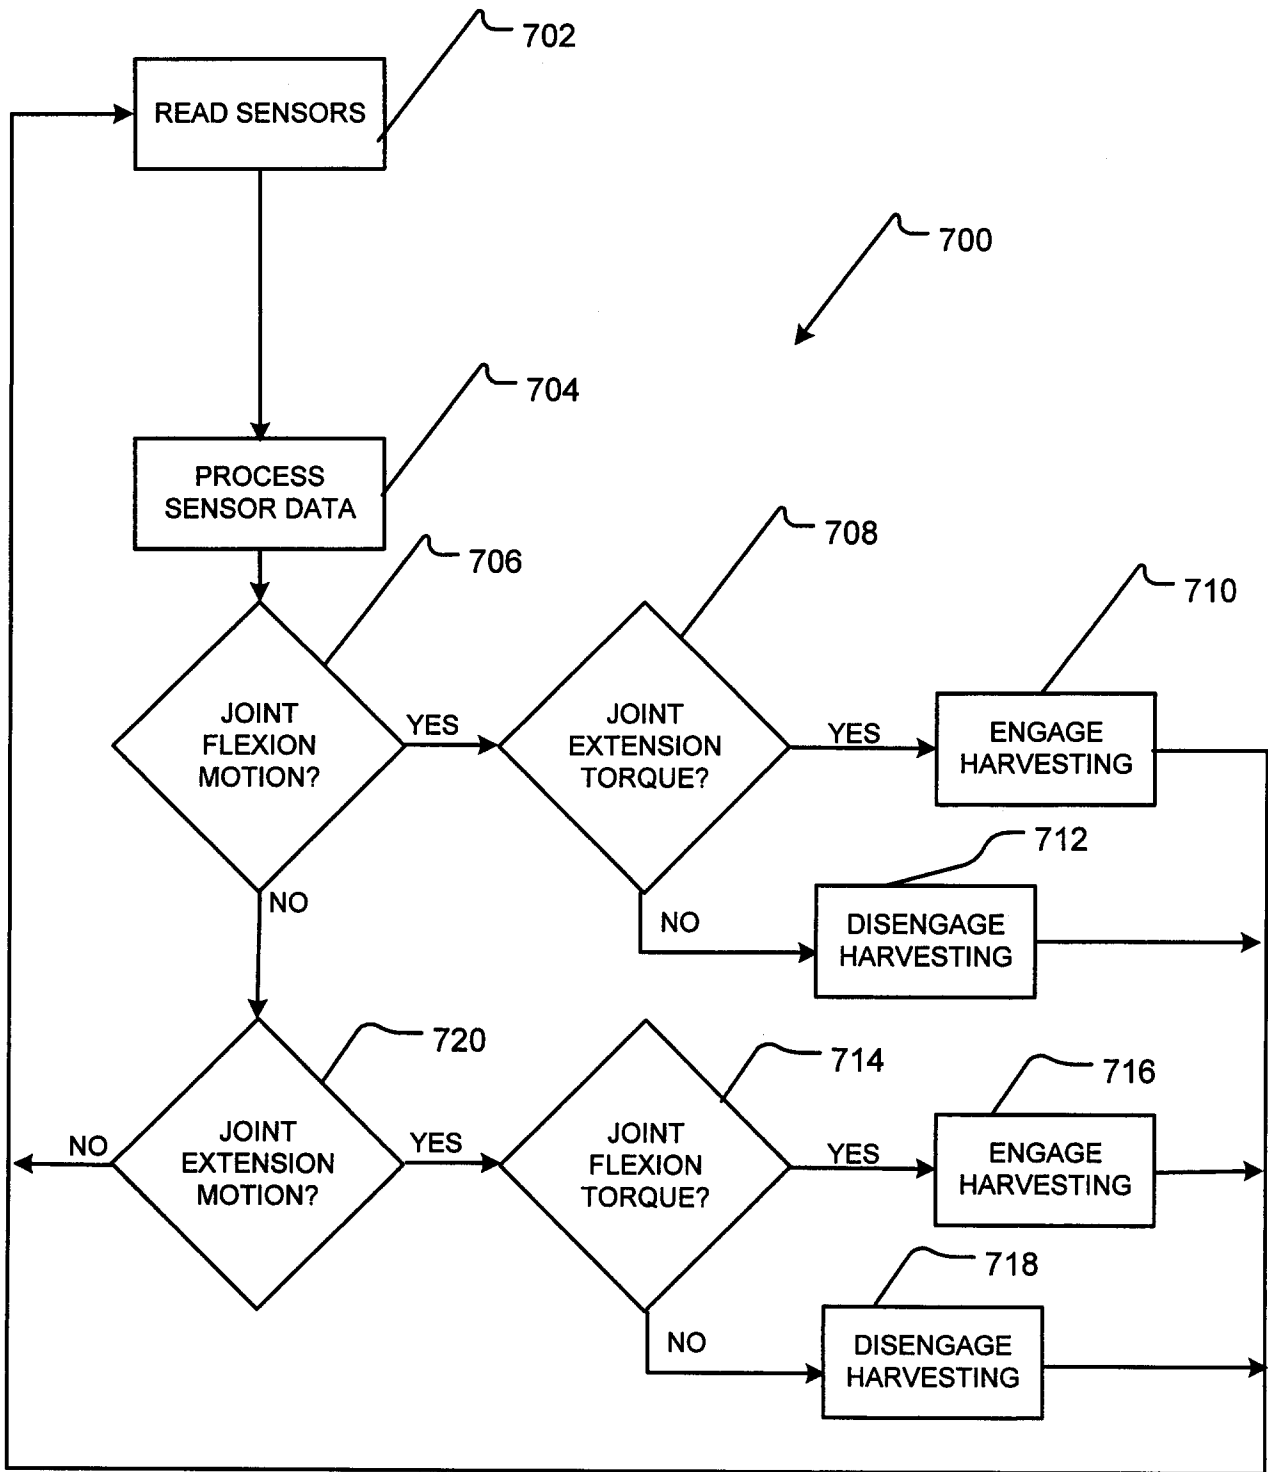 702
READ SENSORS
700
704
PROCESS
SENSOR DATA
706
708
710
JOINT
FLEXION
MOTION?
YES
JOINT
EXTENSION
TORQUE?
YES
ENGAGE
HARVESTING
712
NO
NO
DISENGAGE
HARVESTING
720
714
716
NO
JOINT
EXTENSION
MOTION?
YES
JOINT
FLEXION
TORQUE?
YES
ENGAGE
HARVESTING
718
NO
DISENGAGE
HARVESTING